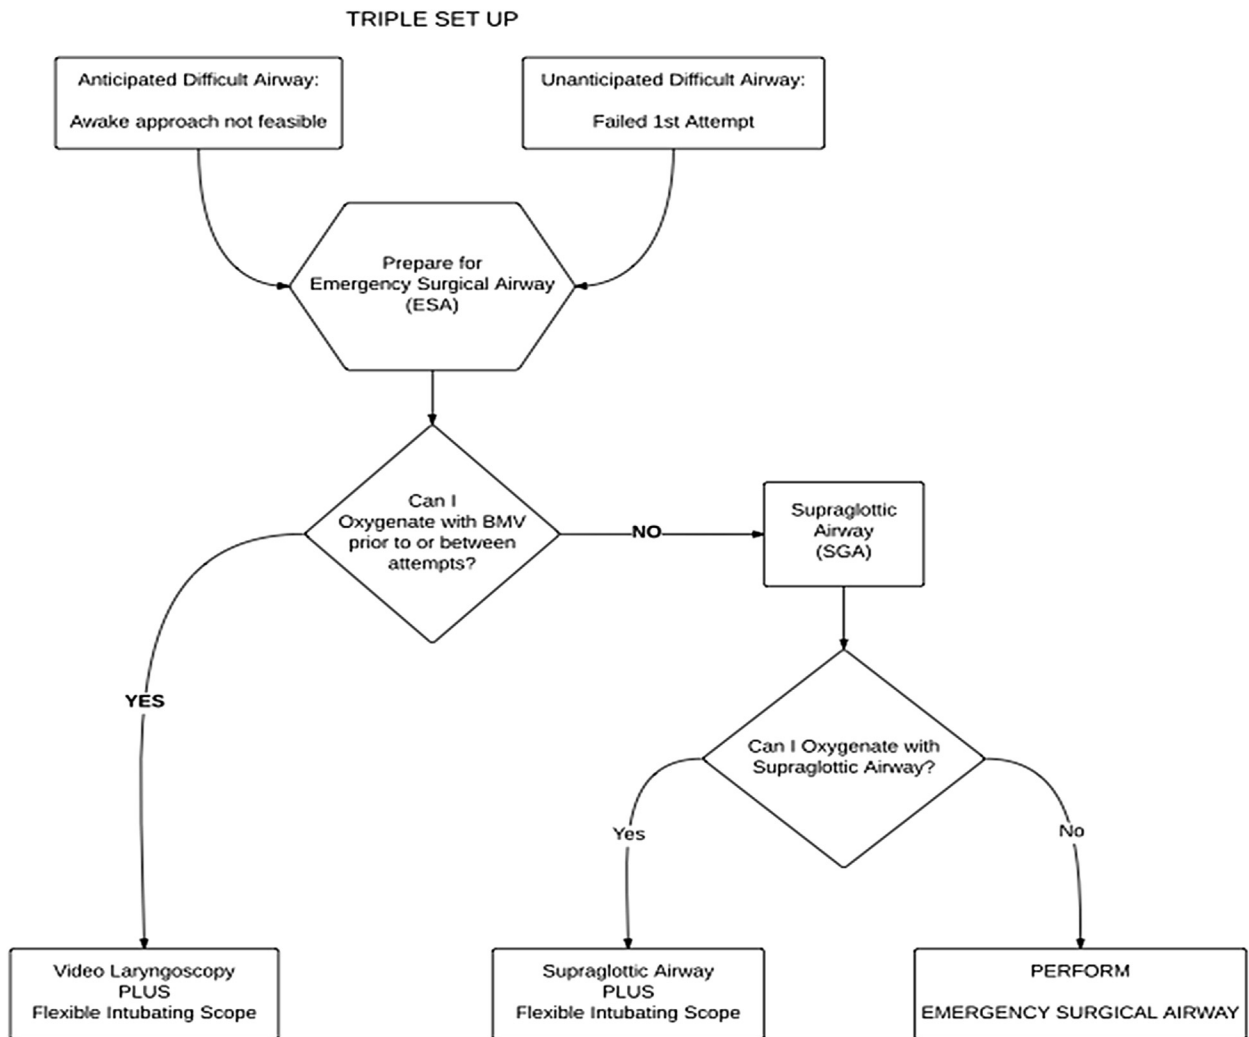 TRIPLE SET UP
Anticipated Difficult Airway:
Awake approach not feasible
Unanticipated Difficult Airway:
Failed 1st Attempt
Prepare for
Emergency Surgical Airway
(ESA)
Can I
Oxygenate with BMV
prior to or between
attempts?
NO
Supraglottic
Airway
(SGA)
YES
Can I Oxygenate with
Supraglottic Airway?
Yes
No
Video Laryngoscopy
PLUS
Flexible Intubating Scope
Supraglottic Airway
PLUS
Flexible Intubating Scope
PERFORM
EMERGENCY SURGICAL AIRWAY